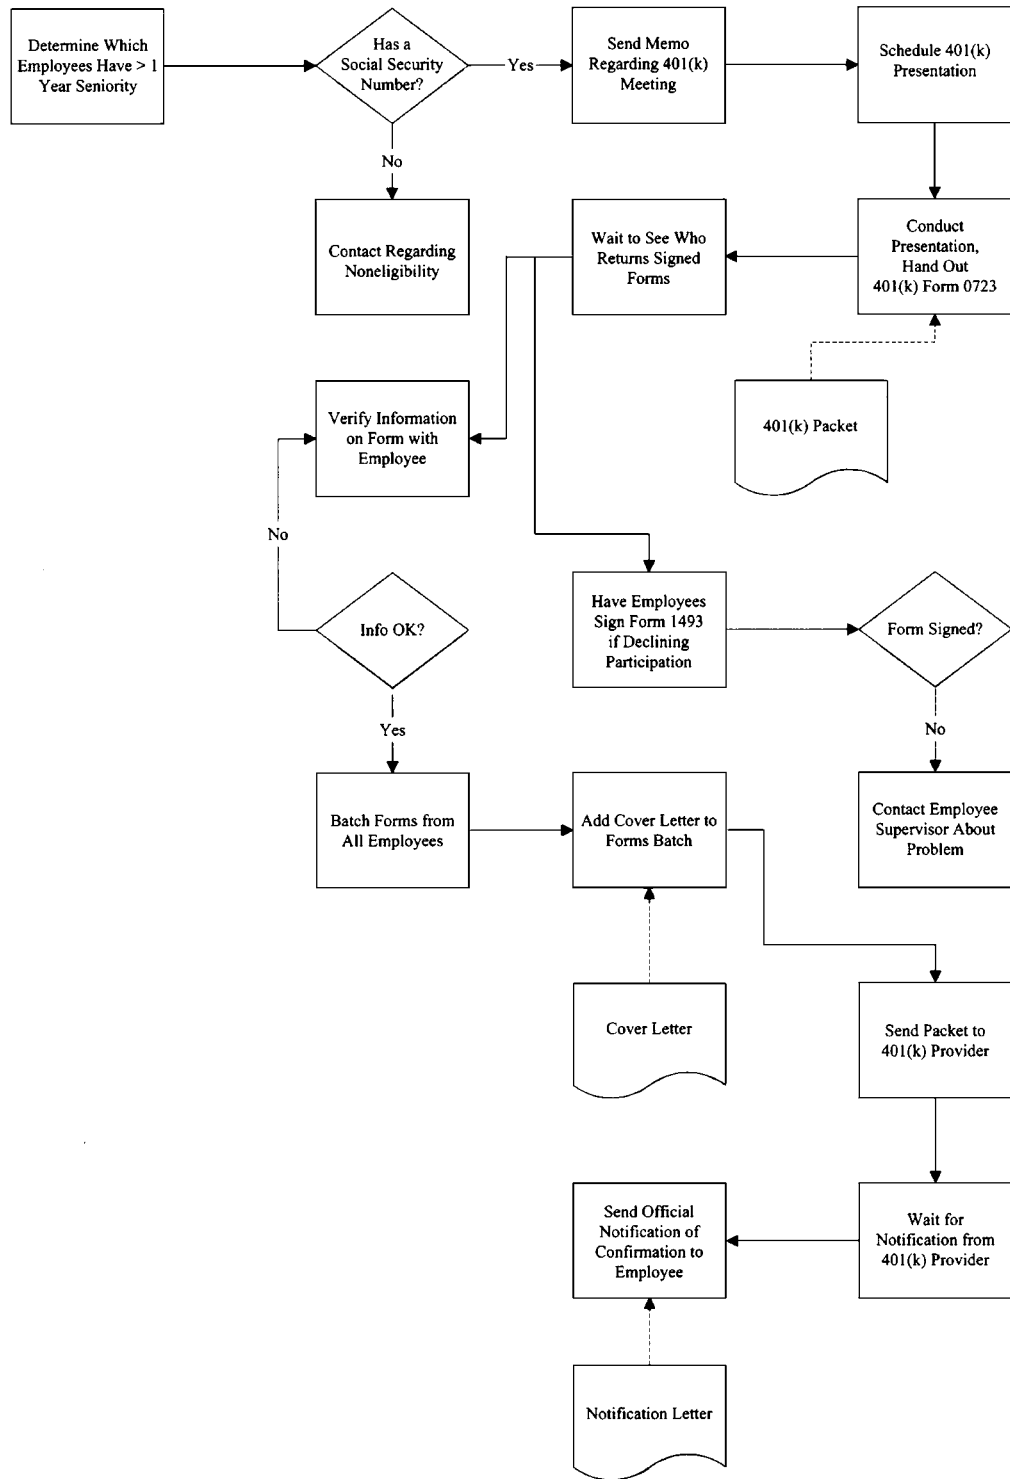 Determine Which
Employees Have > 1
Year Seniority
Has a
Social Security
Number?
Yes
Send Memo
Regarding 401(k)
Meeting
Schedule 401(k)
Presentation
No
Contact Regarding
Noneligibility
Wait to See Who
Returns Signed
Forms
Conduct
Presentation,
Hand Out
401(k) Form 0723
Verify Information
on Form with
Employee
401(k) Packet
No
Info OK?
Have Employees
Sign Form 1493
if Declining
Participation
Form Signed?
Yes
No
Batch Forms from
All Employees
Add Cover Letter to
Forms Batch
Contact Employee
Supervisor About
Problem
Cover Letter
Send Packet to
401(k) Provider
Send Official
Notification of
Confirmation to
Employee
Wait for
Notification from
401(k) Provider
Notification Letter